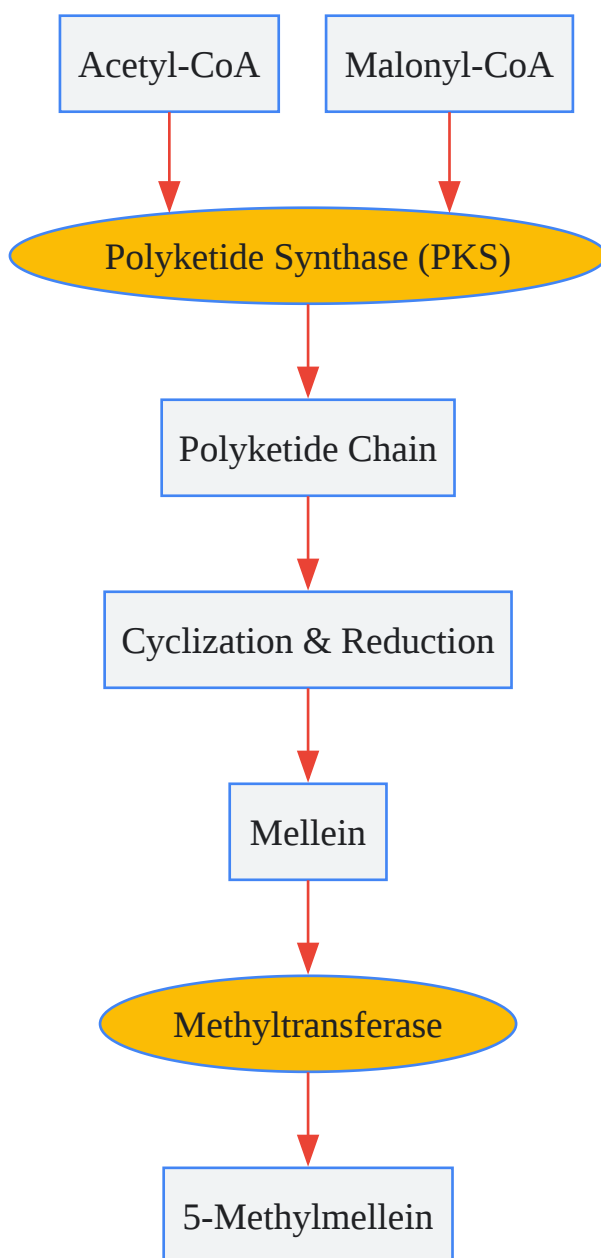 Acetyl-CoA
Malonyl-CoA
Polyketide Synthase (PKS)
Polyketide Chain
Cyclization & Reduction
Mellein
Methyltransferase
5-Methylmellein